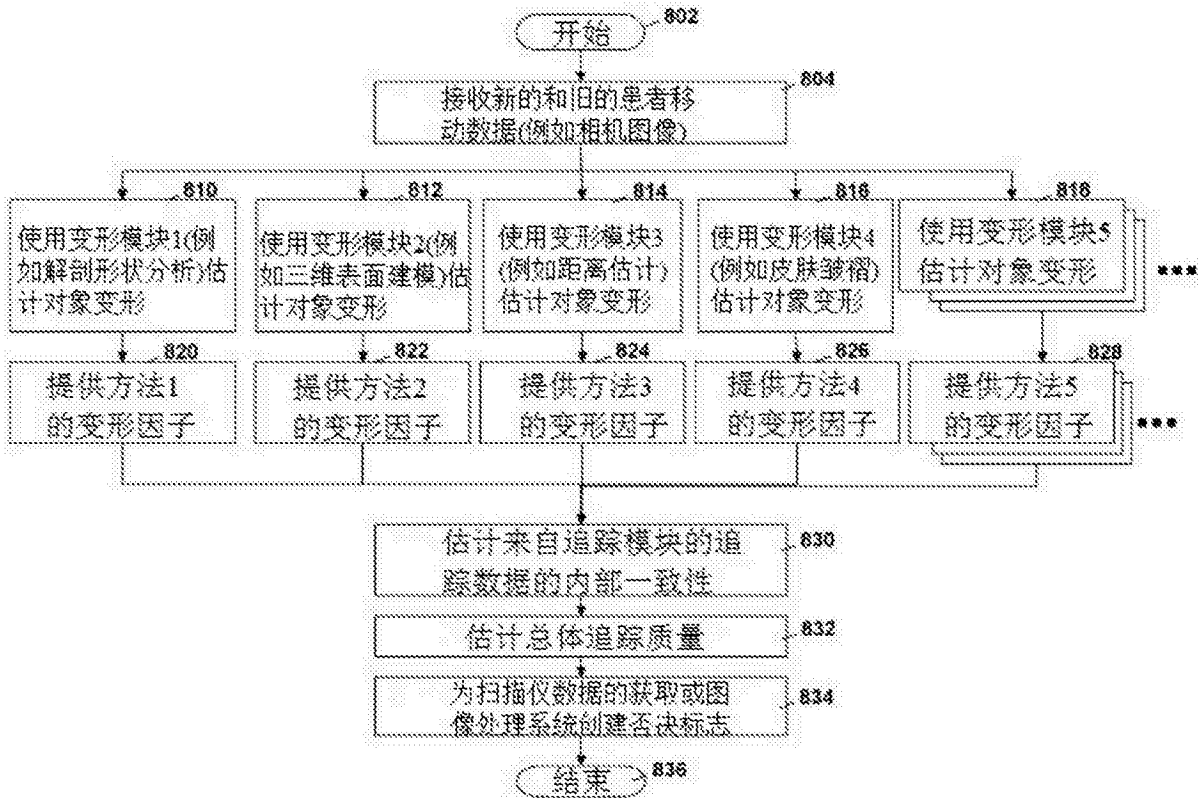 开始
802
接收新的和旧的患者移
动数据(例如相机图像)
804
810
812
814
816
818
使用变形模块1(例
如解剖形状分析)估
计对象变形
使用变形模块2(例
如三维表面建模)估
计对象变形
使用变形模块3
(例如距离估计)
估计对象变形
使用变形模块4
(例如皮肤皱褶)
估计对象变形
使用变形模块5
估计对象变形
820
822
824
826
828
提供方法1
的变形因子
提供方法2
的变形因子
提供方法3
的变形因子
提供方法4
的变形因子
提供方法5
的变形因子
估计来自追踪模块的追
踪数据的内部一致性
830
估计总体追踪质量
832
为扫描仪数据的获取或图
像处理系统创建否决标志
834
结束
836